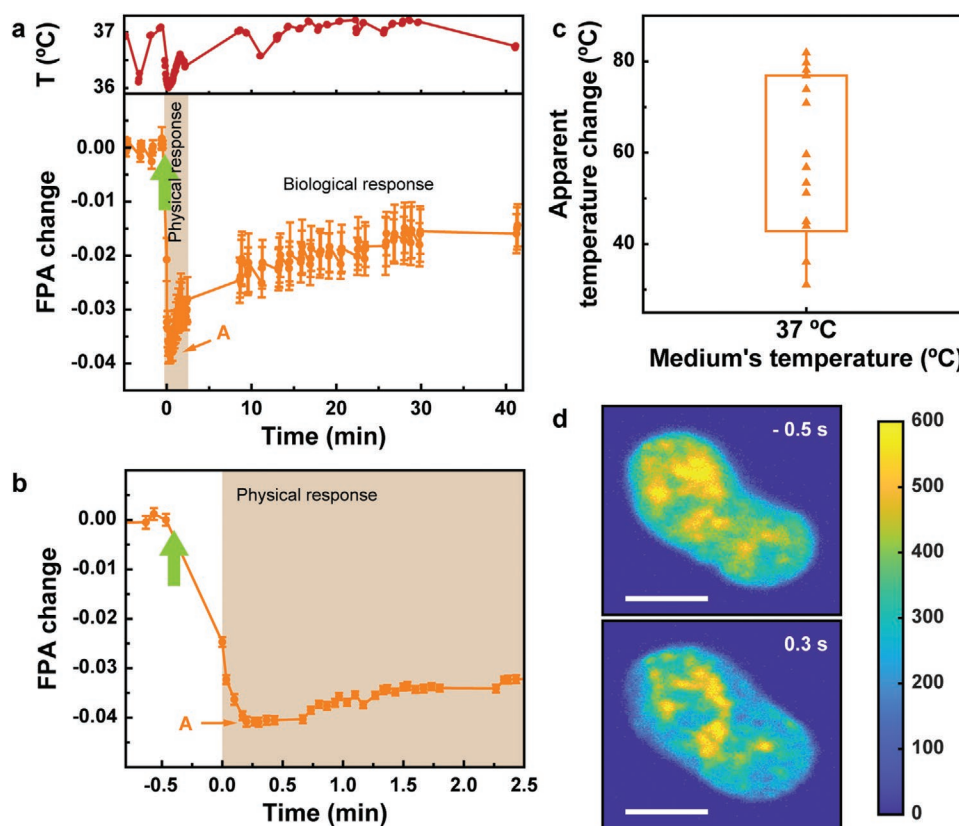 a
T (ºC)
37
36
FPA change
0.00
-0.01
-0.02
-0.03
-0.04
Physical response
Biological response
A
0
10
20
30
40
Time (min)
b
FPA change
0.00
-0.01
-0.02
-0.03
-0.04
Physical response
A
-0.5
0.0
0.5
1.0
1.5
2.0
2.5
Time (min)
c
Apparent
temperature change (ºC)
80
60
40
37 ºC
Medium's temperature (ºC)
d
- 0.5 s
0.3 s
600
500
400
300
200
100
0